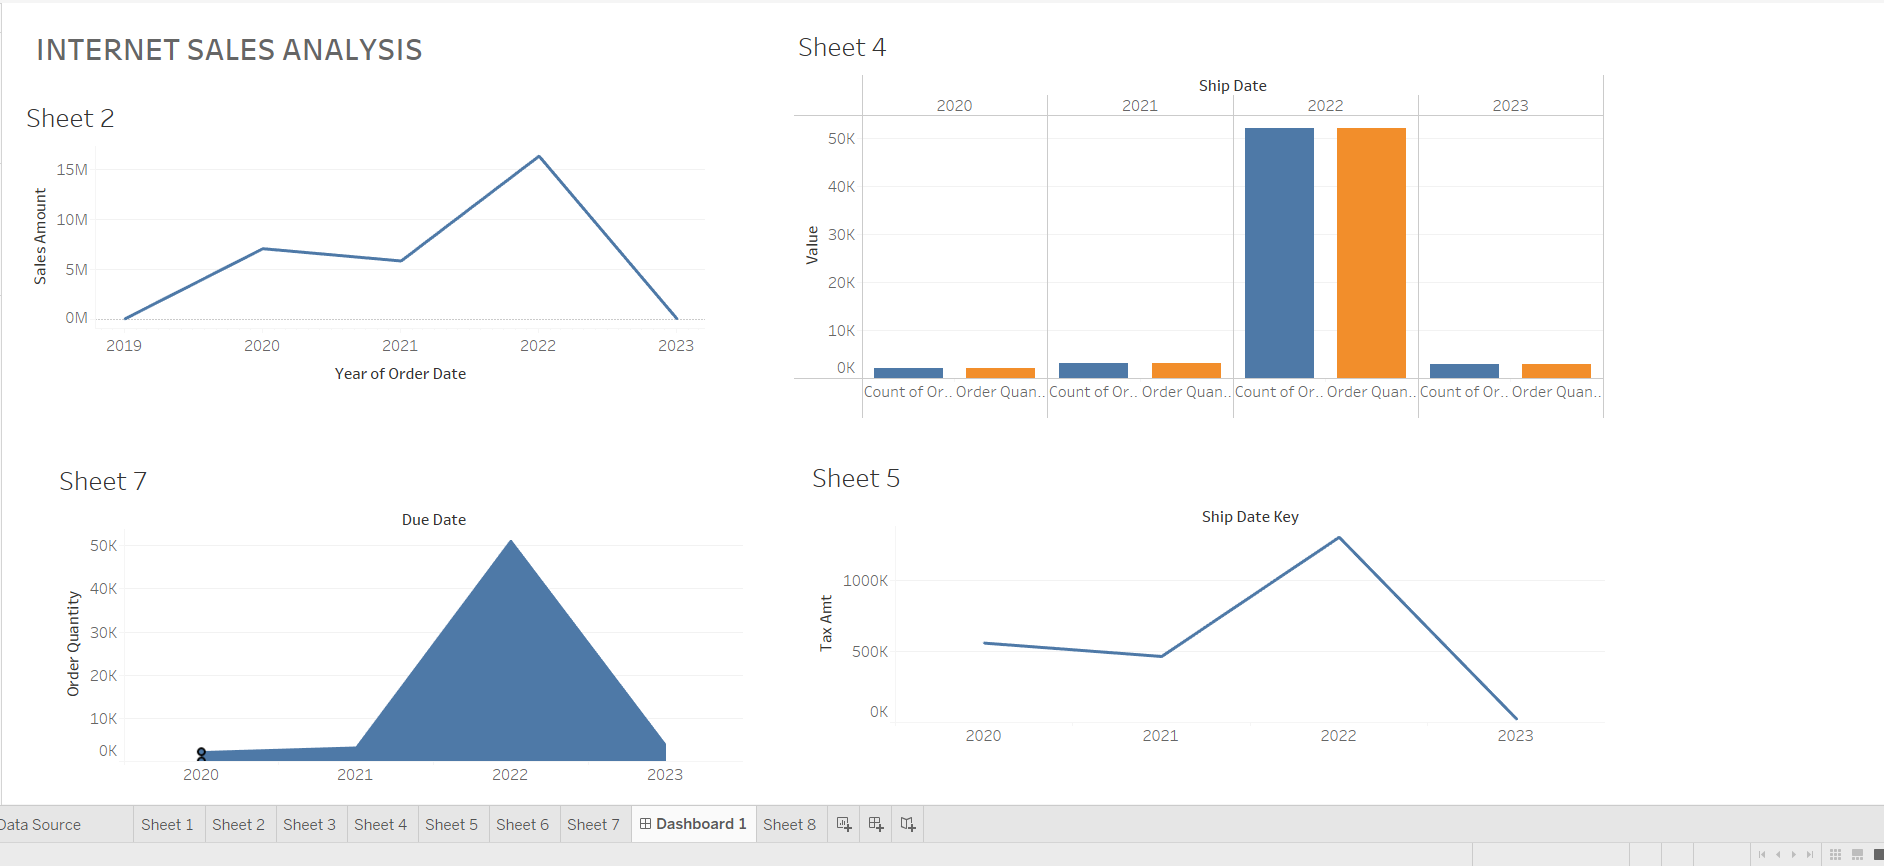 INTERNET SALES ANALYSIS
Sheet 2
15M
10M
5M
0M
Sales Amount
2019 2020 2021 2022 2023
Year of Order Date
Sheet 4
Ship Date
2020 2021 2022 2023
50K
40K
30K
20K
10K
0K
Value
Count of Or.. Order Quan.. Count of Or.. Order Quan.. Count of Or.. Order Quan.. Count of Or.. Order Quan..
Sheet 7
Due Date
50K
40K
30K
20K
10K
0K
Order Quantity
2020 2021 2022 2023
Sheet 5
Ship Date Key
1000K
500K
0K
Tax Amt
2020 2021 2022 2023
Data Source Sheet 1 Sheet 2 Sheet 3 Sheet 4 Sheet 5 Sheet 6 Sheet 7 Dashboard 1 Sheet 8